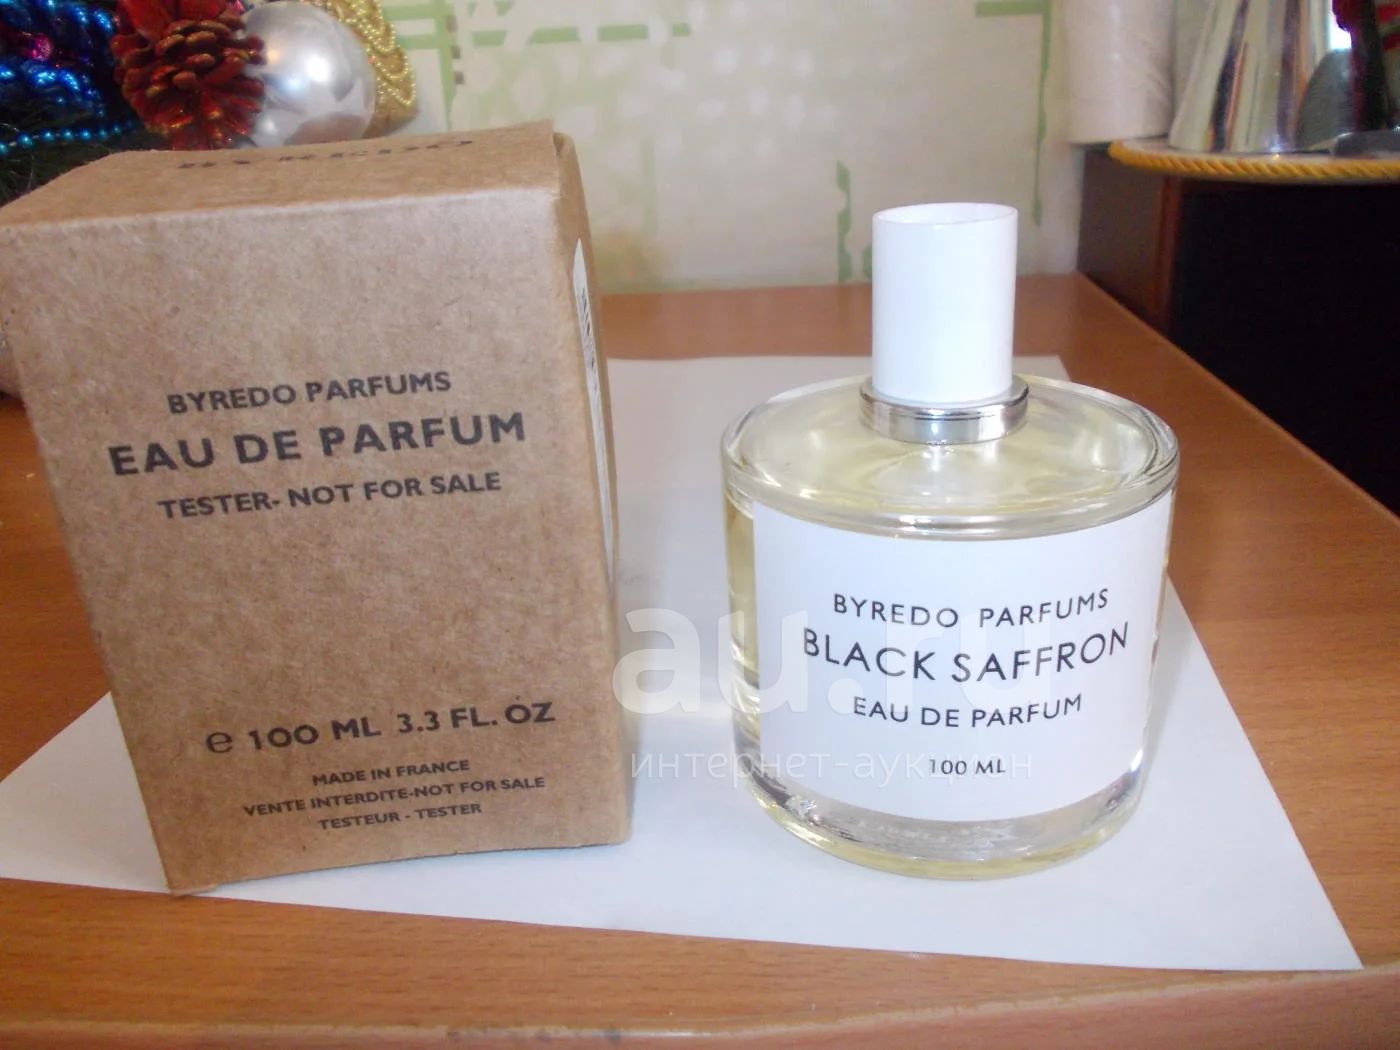 BYREDO
BYREDO PARFUMS
EAU DE PARFUM
TESTER- NOT FOR SALE
e 100 ML 3.3 FL. OZ
MADE IN FRANCE
VENTE INTERDITE-NOT FOR SALE
TESTEUR - TESTER
BYREDO PARFUMS
BLACK SAFFRON
EAU DE PARFUM
100 ML
au.ru
интернет-аукцион